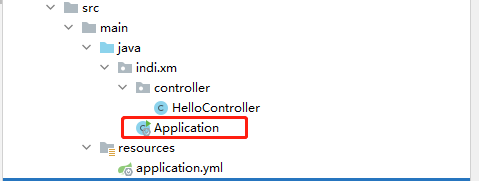 src
main
java
indi.xm
controller
HelloController
Application
resources
application.yml